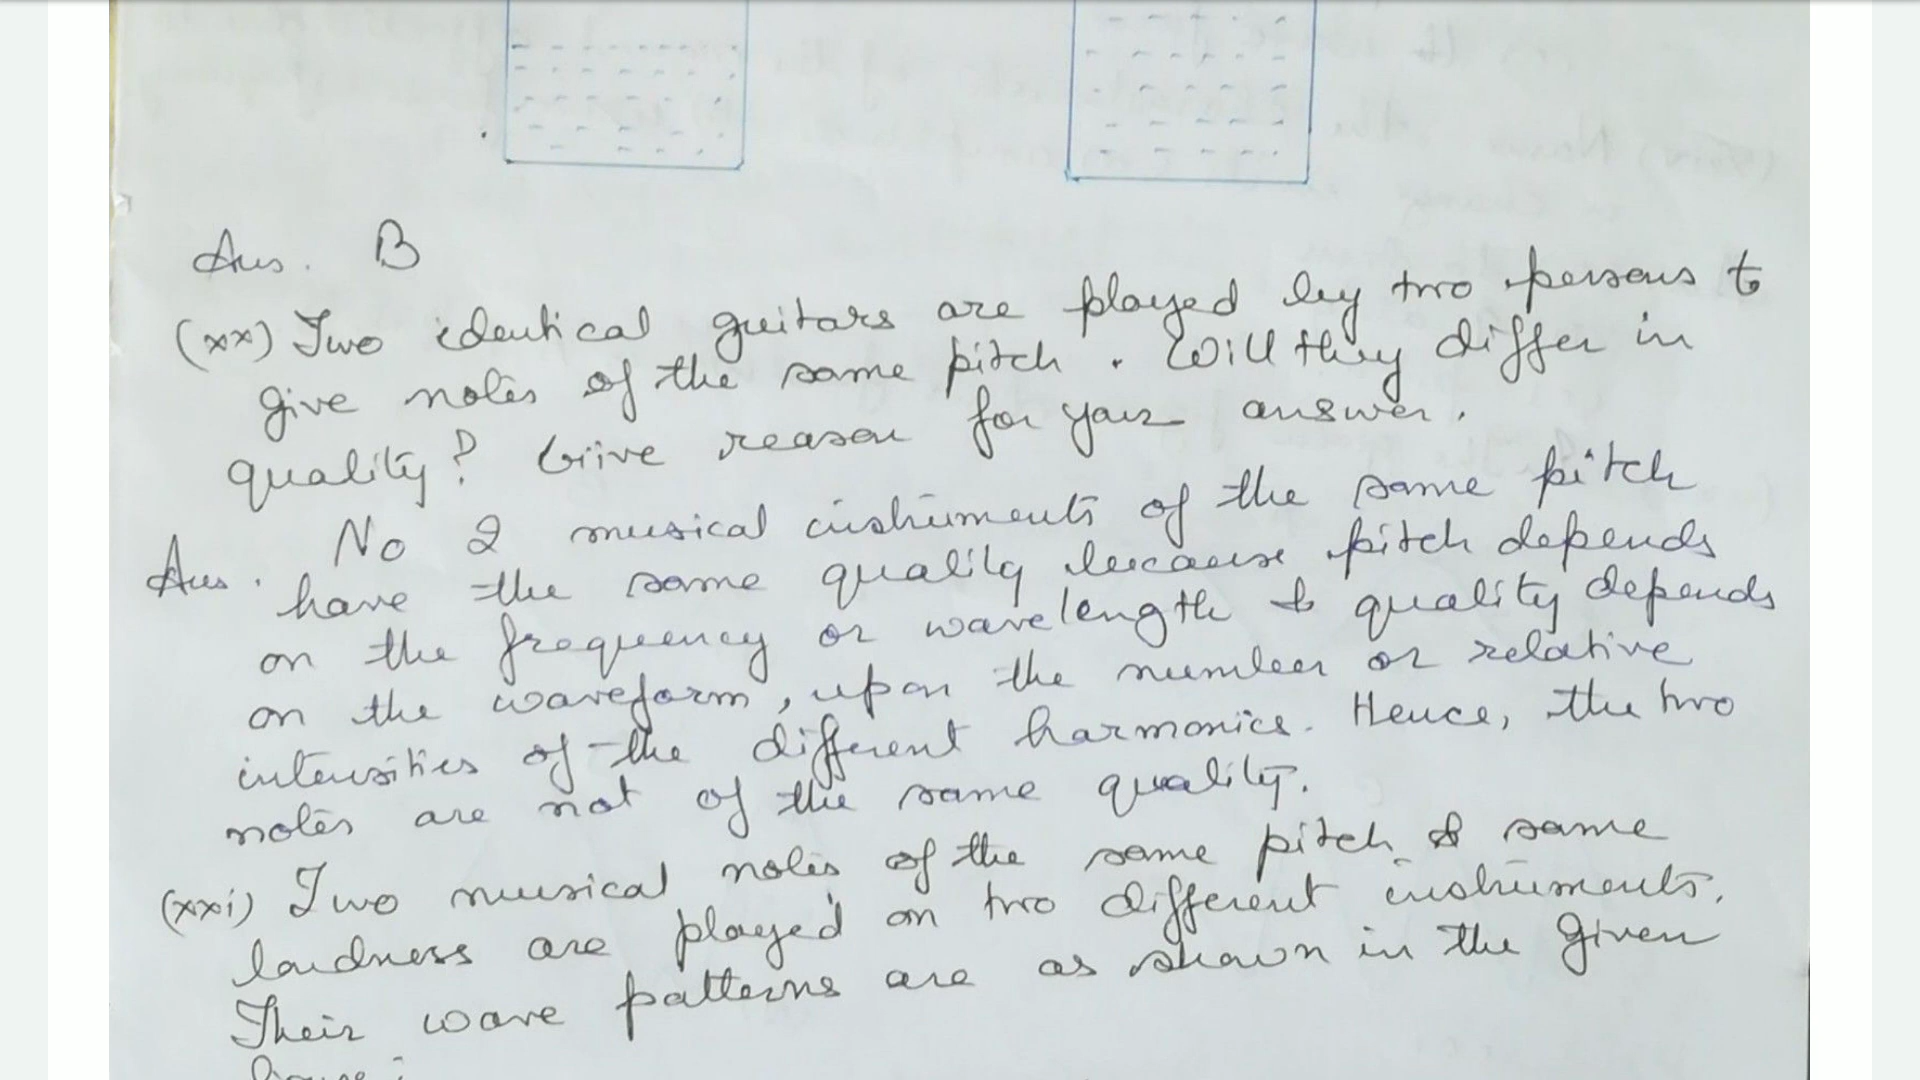 Ans. B
(xx) Two identical guitars are played by two persons to
give notes of the same pitch. Will they differ in
quality? Give reason for your answer.
Ans. No 2 musical instruments of the same pitch
have the same quality because pitch depends
on the frequency or wavelength & quality depends
on the waveform, upon the number or relative
intensities of the different harmonics. Hence, the two
notes are not of the same quality.
(xxi) Two musical notes of the same pitch & same
loudness are played on two different instruments.
Their wave patterns are as shown in the given